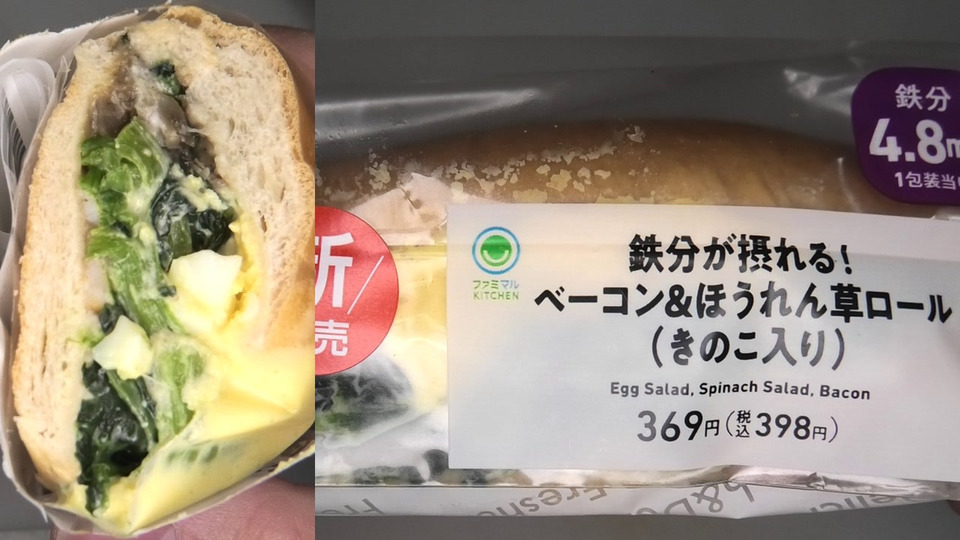 新
売
鉄分
4.8m
1包装当
ファミマル
KITCHEN
鉄分が摂れる!
ベーコン&ほうれん草ロール
(きのこ入り)
Egg Salad, Spinach Salad, Bacon
369円(税込398円)
Fresh